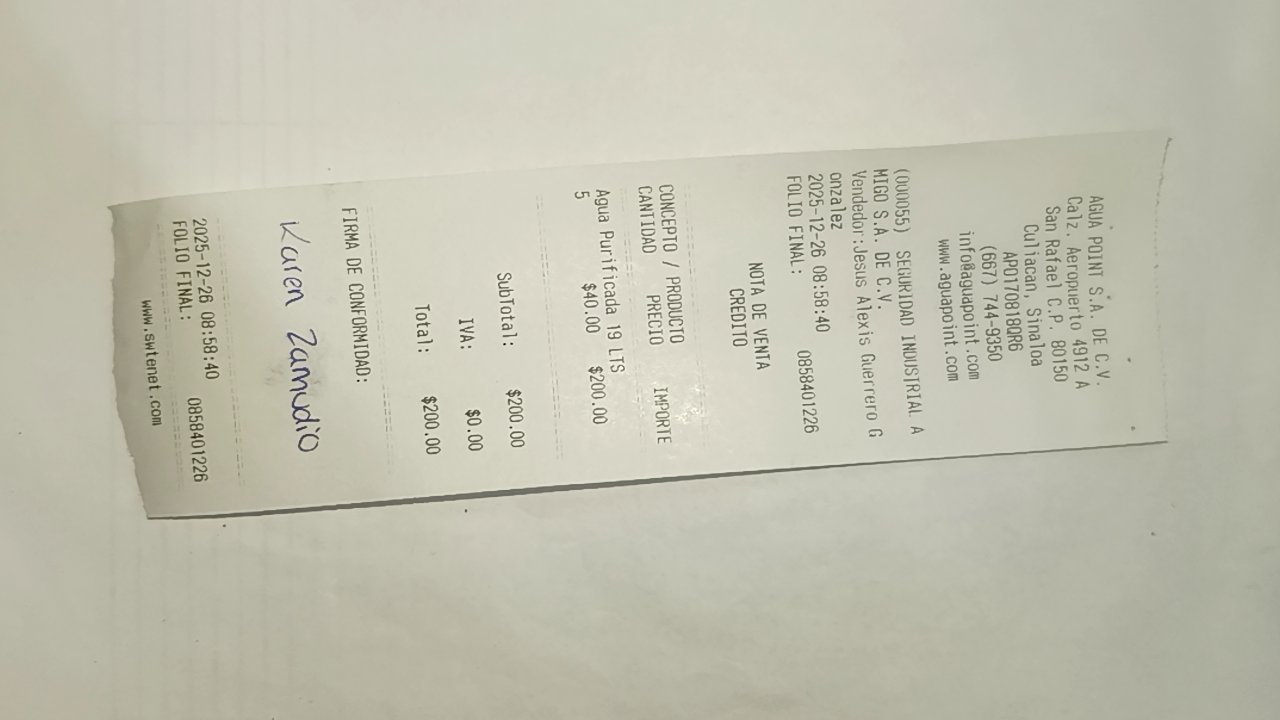 AGUA POINT S.A. DE C.V.
Calz. Aeropuerto 4912 A
San Rafael C.P. 80150
Culiacan, Sinaloa
APO170818QR6
(667) 744-9350
info@aguapoint.com
www.aguapoint.com
(000055) SEGURIDAD INDUSTRIAL A
MIGO S.A. DE C.V.
Vendedor:Jesus Alexis Guerrero G
onzalez
2025-12-26 08:58:40
FOLIO FINAL: 0858401226
NOTA DE VENTA
CREDITO
CONCEPTO / PRODUCTO
CANTIDAD PRECIO IMPORTE
Agua Purificada 19 LTS
5 $40.00 $200.00
SubTotal: $200.00
IVA: $0.00
Total: $200.00
FIRMA DE CONFORMIDAD:
Karen Zamudio
2025-12-26 08:58:40
FOLIO FINAL: 0858401226
www.swtenet.com